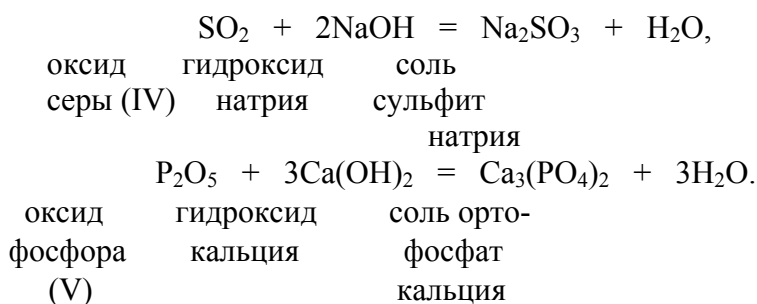 SO₂ + 2NaOH = Na₂SO₃ + H₂O,
оксид гидроксид соль
серы (IV) натрия сульфит
натрия
P₂O₅ + 3Ca(OH)₂ = Ca₃(PO₄)₂ + 3H₂O.
оксид гидроксид соль орто-
фосфора кальция фосфат
(V) кальция